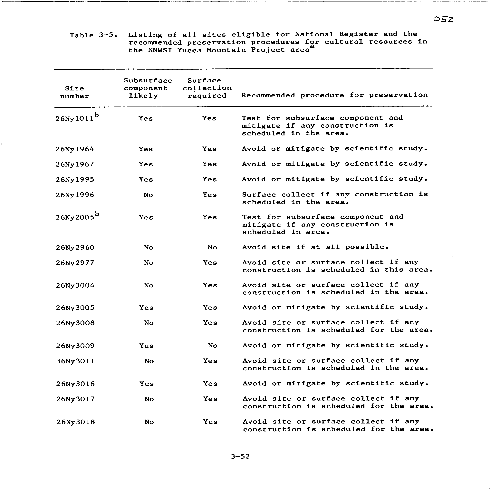 052
Table 3-5. Listing of all sites eligible for National Register and the
recommended preservation procedures for cultural resources in
the NNWSI Yucca Mountain Project area a
Subsurface Surface
Site component collection
number likely required Recommended procedure for preservation
26Ny1011 b Yes Yes Test for subsurface component and
mitigate if any construction is
scheduled in the area.
26Ny1964 Yes Yes Avoid or mitigate by scientific study.
26Ny1967 Yes Yes Avoid or mitigate by scientific study.
26Ny1995 Yes Yes Avoid or mitigate by scientific study.
26Ny1996 No Yes Surface collect if any construction is
scheduled in the area.
26Ny2005 b Yes Yes Test for subsurface component and
mitigate if any construction is
scheduled in area.
26Ny2960 No No Avoid site if at all possible.
26Ny2977 No Yes Avoid site or surface collect if any
construction is scheduled in this area.
26Ny3004 No Yes Avoid site or surface collect if any
construction is scheduled in the area.
26Ny3005 Yes Yes Avoid or mitigate by scientific study.
26Ny3008 No Yes Avoid site or surface collect if any
construction is scheduled for the area.
26Ny3009 Yes No Avoid or mitigate by scientific study.
36Ny3011 No Yes Avoid site or surface collect if any
construction is scheduled in the area.
26Ny3016 Yes Yes Avoid or mitigate by scientific study.
26Ny3017 No Yes Avoid site or surface collect if any
construction is scheduled for the area.
26Ny3018 No Yes Avoid site or surface collect if any
construction is scheduled for the area.
3-52